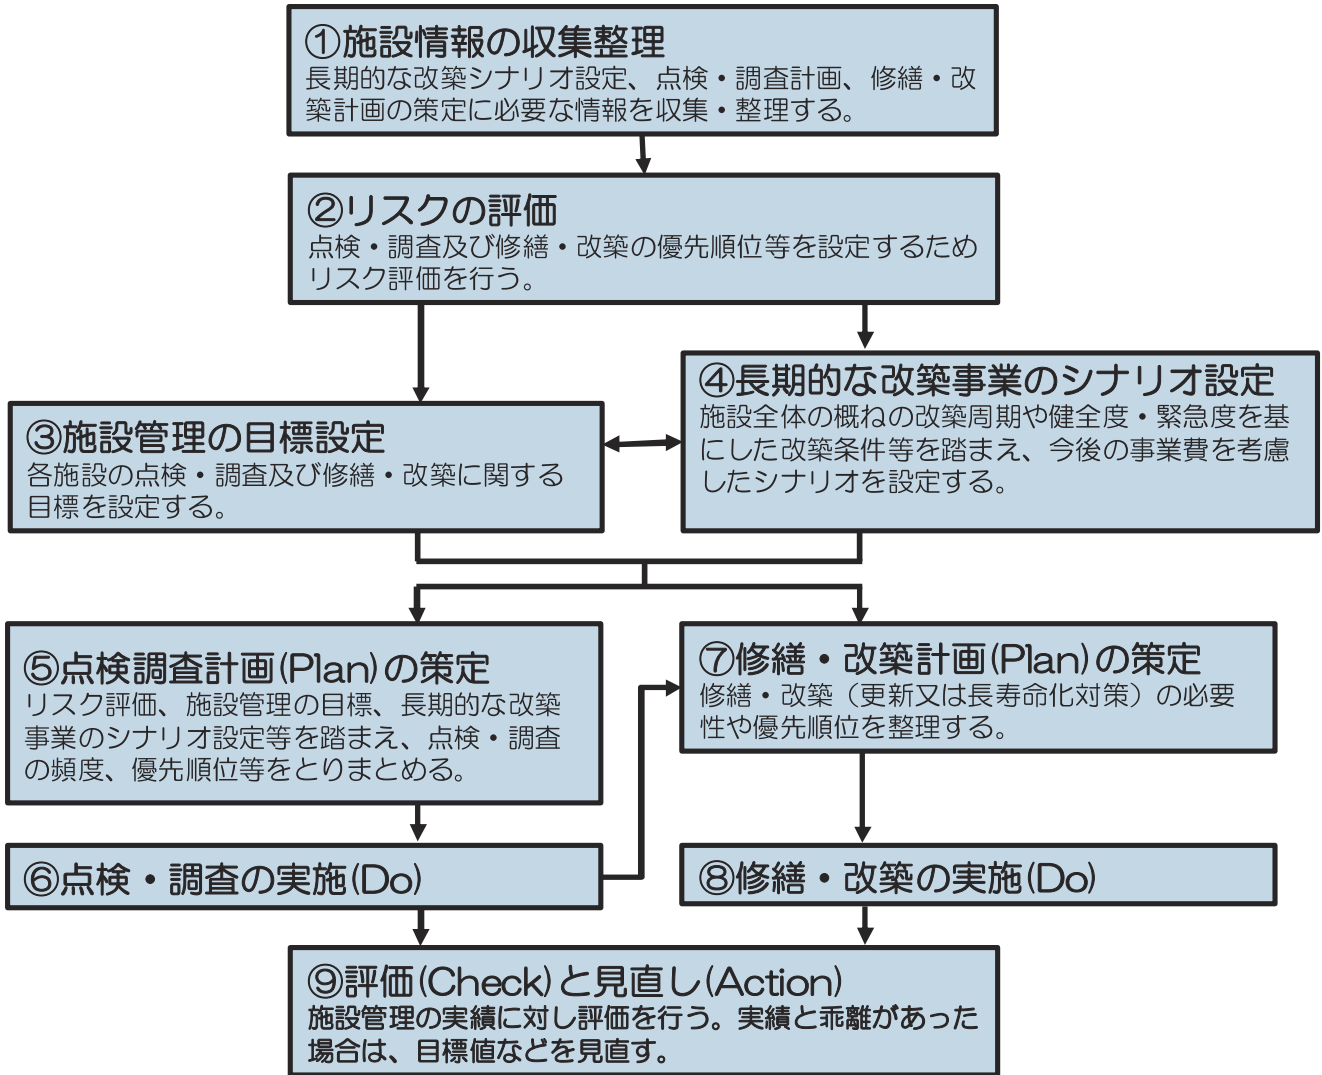 ①施設情報の収集整理
長期的な改築シナリオ設定、点検・調査計画、修繕・改
築計画の策定に必要な情報を収集・整理する。
②リスクの評価
点検・調査及び修繕・改築の優先順位等を設定するため
リスク評価を行う。
③施設管理の目標設定
各施設の点検・調査及び修繕・改築に関する
目標を設定する。
④長期的な改築事業のシナリオ設定
施設全体の概ねの改築周期や健全度・緊急度を基
にした改築条件等を踏まえ、今後の事業費を考慮
したシナリオを設定する。
⑤点検調査計画(Plan)の策定
リスク評価、施設管理の目標、長期的な改築
事業のシナリオ設定等を踏まえ、点検・調査
の頻度、優先順位等をとりまとめる。
⑥点検・調査の実施(Do)
⑦修繕・改築計画(Plan)の策定
修繕・改築（更新又は長寿命化対策）の必要
性や優先順位を整理する。
⑧修繕・改築の実施(Do)
⑨評価(Check)と見直し(Action)
施設管理の実績に対し評価を行う。実績と乖離があった
場合は、目標値などを見直す。